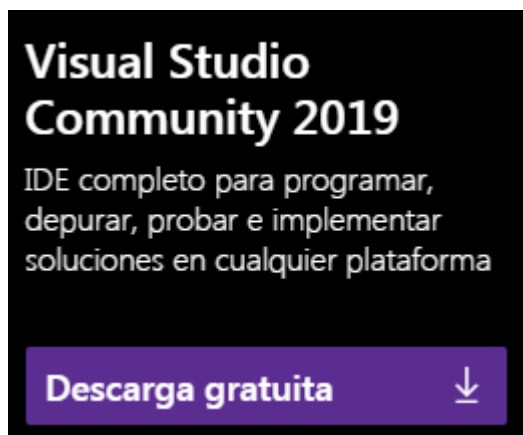 Visual Studio
Community 2019
IDE completo para programar,
depurar, probar e implementar
soluciones en cualquier plataforma
Descarga gratuita